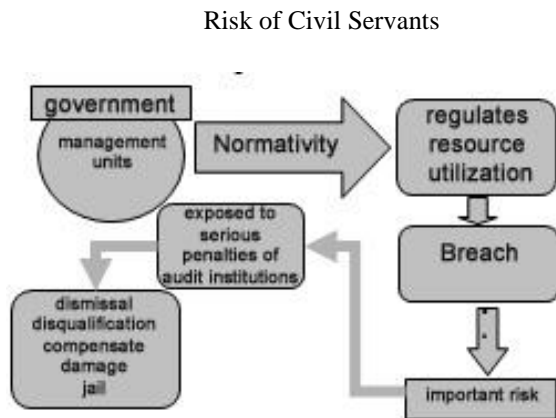 Risk of Civil Servants
government
management
units
Normativity
regulates
resource
utilization
Breach
important risk
exposed to
serious
penalties of
audit institutions
dismissal
disqualification
compensate
damage
jail